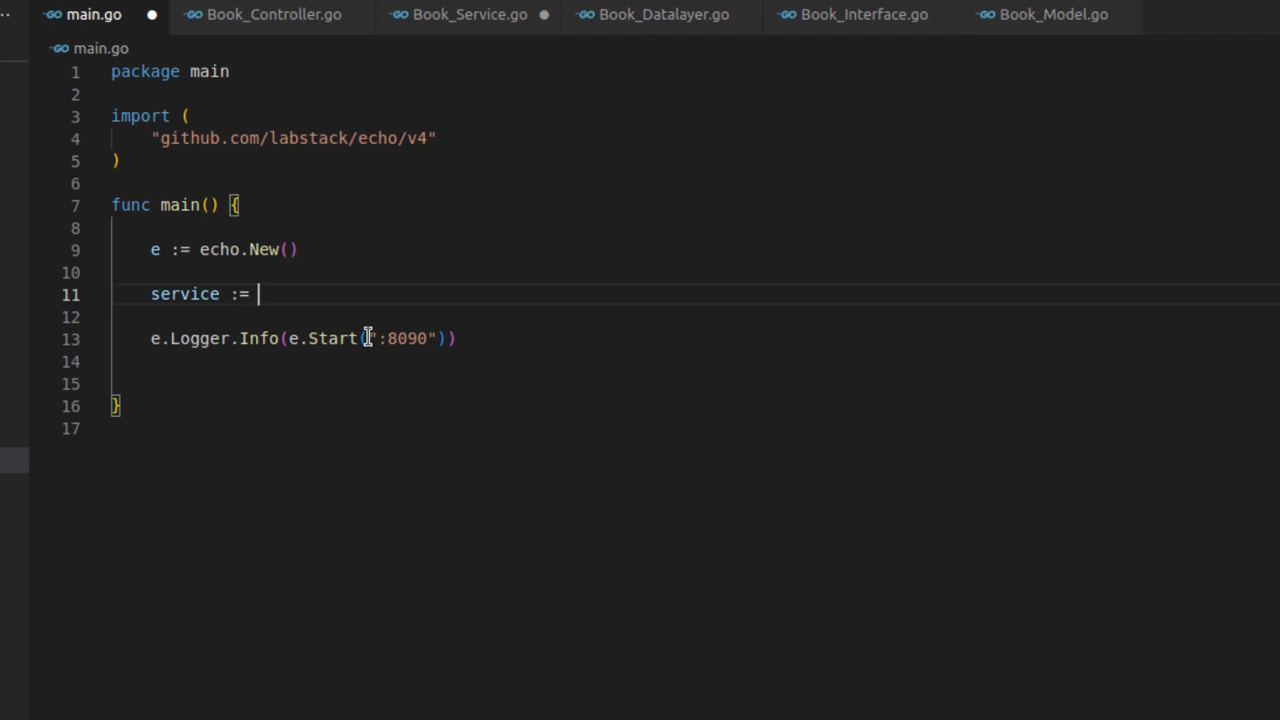 main.go Book_Controller.go Book_Service.go Book_Datalayer.go Book_Interface.go Book_Model.go
main.go
1 package main
2
3 import (
4 "github.com/labstack/echo/v4"
5 )
6
7 func main() {
8
9 e := echo.New()
10
11 service :=
12
13 e.Logger.Info(e.Start(":8090"))
14
15
16 }
17